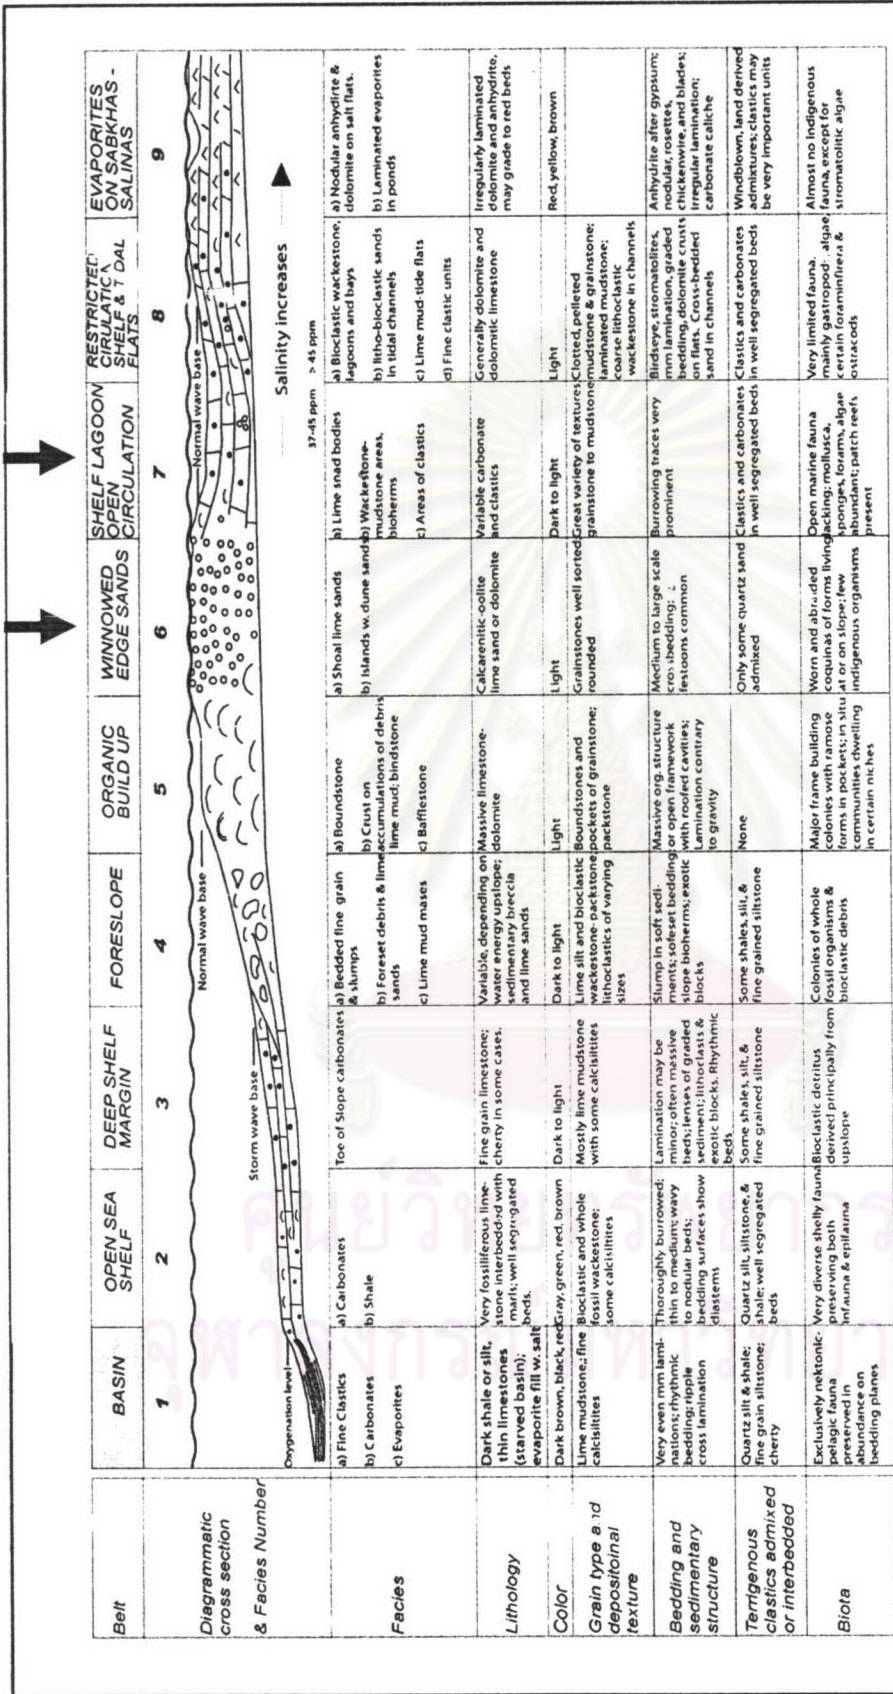 Belt
BASIN
OPEN SEA
SHELF
DEEP SHELF
MARGIN
FORESLOPE
ORGANIC
BUILD UP
WINNOWED
EDGE SANDS
SHELF LAGOON
OPEN
CIRCULATION
RESTRICTED
CIRULATION
SHELF & TIDAL
FLATS
EVAPORITES
ON SABKHAS -
SALINAS
Diagrammatic
cross section
& Facies Number
1
2
3
4
5
6
7
8
9
Oxygenation level
Storm wave base
Normal wave base
Normal wave base
Salinity increases
37-45 ppm
> 45 ppm
Facies
a) Fine Clastics
b) Carbonates
c) Evaporites
a) Carbonates
b) Shale
Toe of Slope carbonates
a) Bedded fine grain
& slumps
b) Foreset debris & lime
sands
c) Lime mud mases
a) Boundstone
b) Crust on
accumulations of debris
lime mud; bindstone
c) Bafflestone
a) Shoal lime sands
b) Islands w. dune sands
a) Lime snad bodies
b) Wackestone-
mudstone areas,
bioherms
c) Areas of clastics
a) Bioclastic wackestone,
lagoons and bays
b) litho-bioclastic sands
in tidal channels
c) Lime mud-tide flats
d) Fine clastic units
a) Nodular anhydirte &
dolomite on salt flats.
b) Laminated evaporites
in ponds
Lithology
Dark shale or silt,
thin limestones
(starved basin);
evaporite fill w. salt
Very fossiliferous lime-
stone interbedded with
marls; well segregated
beds.
Fine grain limestone;
cherty in some cases.
Variable, depending on
water energy upslope;
sedimentary breccia
and lime sands
Massive limestone-
dolomite
Calcarenitic-oolite
lime sand or dolomite
Variable carbonate
and clastics
Generally dolomite and
dolomitic limestone
Irregularly laminated
dolomite and anhydrite,
may grade to red beds
Color
Dark brown, black, red
Gray, green, red, brown
Dark to light
Dark to light
Light
Light
Dark to light
Light
Red, yellow, brown
Grain type and
depositoinal
texture
Lime mudstone; fine
calcisiltites
Bioclastic and whole
fossil wackestone;
some calcisiltites
Mostly lime mudstone
with some calcisiltites
Lime silt and bioclastic
wackestone-packstone;
lithoclastics of varying
sizes
Boundstones and
pockets of grainstone;
packstone
Grainstones well sorted;
rounded
Great variety of textures;
grainstone to mudstone
Clotted, pelleted
mudstone & grainstone;
laminated mudstone;
coarse lithoclastic
wackestone in channels
Bedding and
sedimentary
structure
Very even mm lami-
nations; rhythmic
bedding; ripple
cross lamination
Thoroughly burrowed;
thin to medium; wavy
to nodular beds;
bedding surfaces show
diastems
Lamination may be
minor; often massive
beds; lenses of graded
sediment; lithoclasts &
exotic blocks. Rhythmic
beds
Slump in soft sedi-
ments; sofeset bedding
slope bioherms; exotic
blocks
Massive org. structure
or open framework
with roofed cavities;
Lamination contrary
to gravity
Medium to large scale
crossbedding;
festoons common
Burrowing traces very
prominent
Birdseye, stromatolites,
mm lamination, graded
bedding, dolomite crusts
on flats. Cross-bedded
sand in channels
Anhydrite after gypsum;
nodular, rosettes,
chickenwire, and blades;
irregular lamination;
carbonate caliche
Terrigenous
clastics admixed
or interbedded
Quartz silt & shale;
fine grain siltstone;
cherty
Quartz silt, siltstone, &
shale; well segregated
beds
Some shales, silt, &
fine grained siltstone
Some shales, silt, &
fine grained siltstone
None
Only some quartz sand
admixed
Clastics and carbonates
in well segregated beds
Clastics and carbonates
in well segregated beds
Windblown, land derived
admixtures; clastics may
be very important units
Biota
Exclusively nektonic-
pelagic fauna
preserved in
abundance on
bedding planes
Very diverse shelly fauna
preserving both
infauna & epifauna
Bioclastic detritus
derived principally from
upslope
Colonies of whole
fossil organisms &
bioclastic debris
Major frame building
colonies with ramose
forms in pockets; in situ
communities dwelling
in certain niches
Worn and abraded
coquinas of forms living
at or on slope; few
indigenous organisms
Open marine fauna
lacking; mollusca,
sponges, forams, algae
abundant; patch reefs
present
Very limited fauna.
mainly gastropod; algae,
certain foraminfirera &
ostracods
Almost no indigenous
fauna, except for
stromatolitic algae